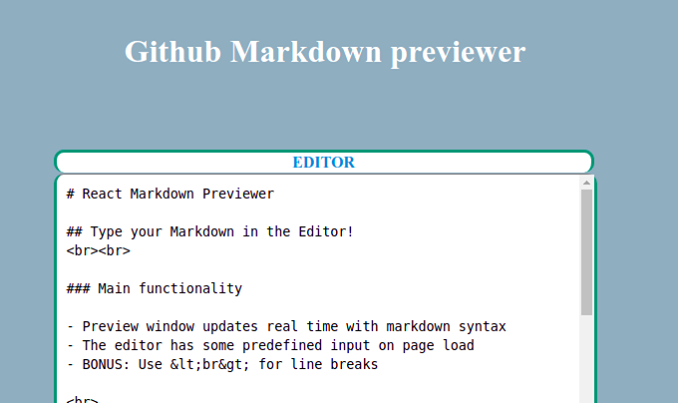 Github Markdown previewer
EDITOR
# React Markdown Previewer
## Type your Markdown in the Editor!
<br><br>
### Main functionality
- Preview window updates real time with markdown syntax
- The editor has some predefined input on page load
- BONUS: Use &lt;br&gt; for line breaks
<br>